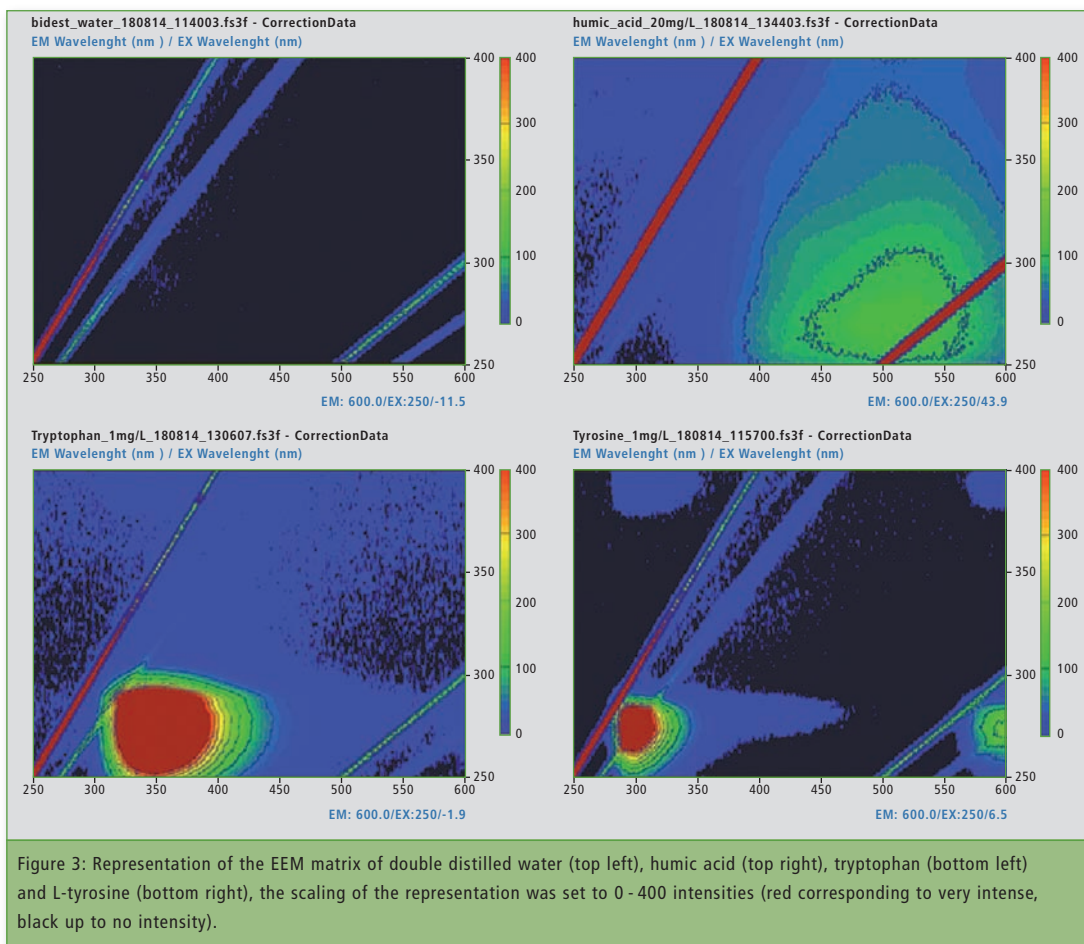 bidest_water_180814_114003.fs3f - CorrectionData
EM Wavelenght (nm ) / EX Wavelenght (nm)
400
350
300
250
250 300 350 400 450 500 550 600
400
300
200
100
0
EM: 600.0/EX:250/-11.5
humic_acid_20mg/L_180814_134403.fs3f - CorrectionData
EM Wavelenght (nm) / EX Wavelenght (nm)
400
350
300
250
250 300 350 400 450 500 550 600
400
300
200
100
0
EM: 600.0/EX:250/43.9
Tryptophan_1mg/L_180814_130607.fs3f - CorrectionData
EM Wavelenght (nm) / EX Wavelenght (nm)
400
350
300
250
250 300 350 400 450 500 550 600
400
300
200
100
0
EM: 600.0/EX:250/-1.9
Tyrosine_1mg/L_180814_115700.fs3f - CorrectionData
EM Wavelenght (nm) / EX Wavelenght (nm)
400
350
300
250
250 300 350 400 450 500 550 600
400
300
200
100
0
EM: 600.0/EX:250/6.5
Figure 3: Representation of the EEM matrix of double distilled water (top left), humic acid (top right), tryptophan (bottom left)
and L-tyrosine (bottom right), the scaling of the representation was set to 0 - 400 intensities (red corresponding to very intense,
black up to no intensity).